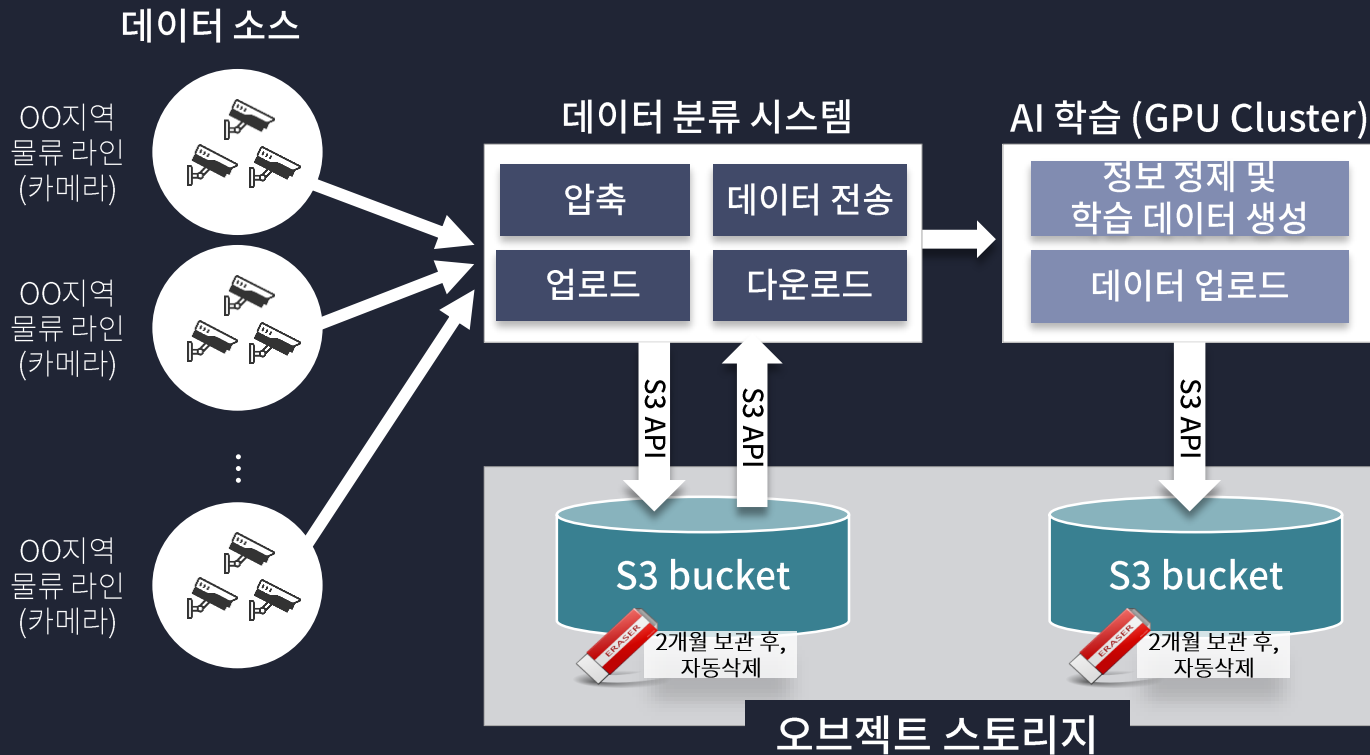 데이터 소스
OO지역
물류 라인
(카메라)
OO지역
물류 라인
(카메라)
⋮
OO지역
물류 라인
(카메라)
데이터 분류 시스템
압축
데이터 전송
업로드
다운로드
AI 학습 (GPU Cluster)
정보 정제 및
학습 데이터 생성
데이터 업로드
S3 API
S3 API
S3 API
S3 bucket
ERASER
2개월 보관 후,
자동삭제
S3 bucket
ERASER
2개월 보관 후,
자동삭제
오브젝트 스토리지